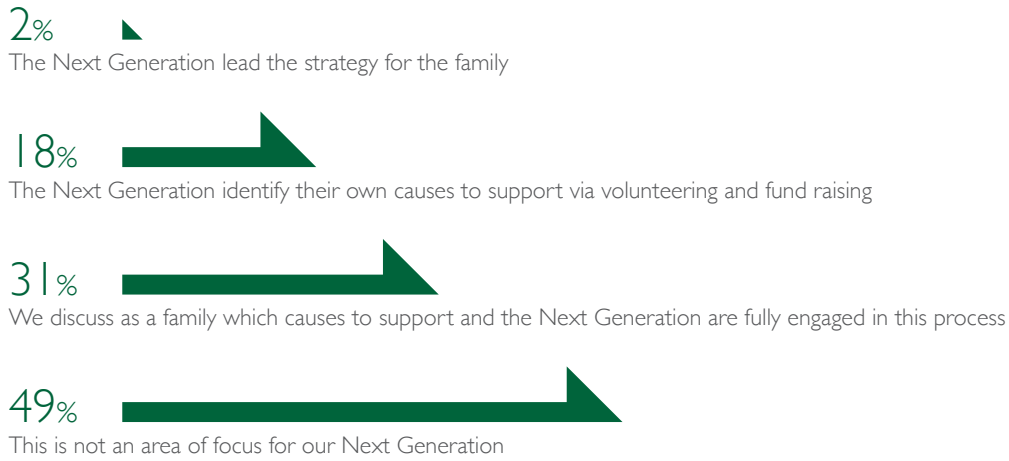 2%
The Next Generation lead the strategy for the family
18%
The Next Generation identify their own causes to support via volunteering and fund raising
31%
We discuss as a family which causes to support and the Next Generation are fully engaged in this process
49%
This is not an area of focus for our Next Generation